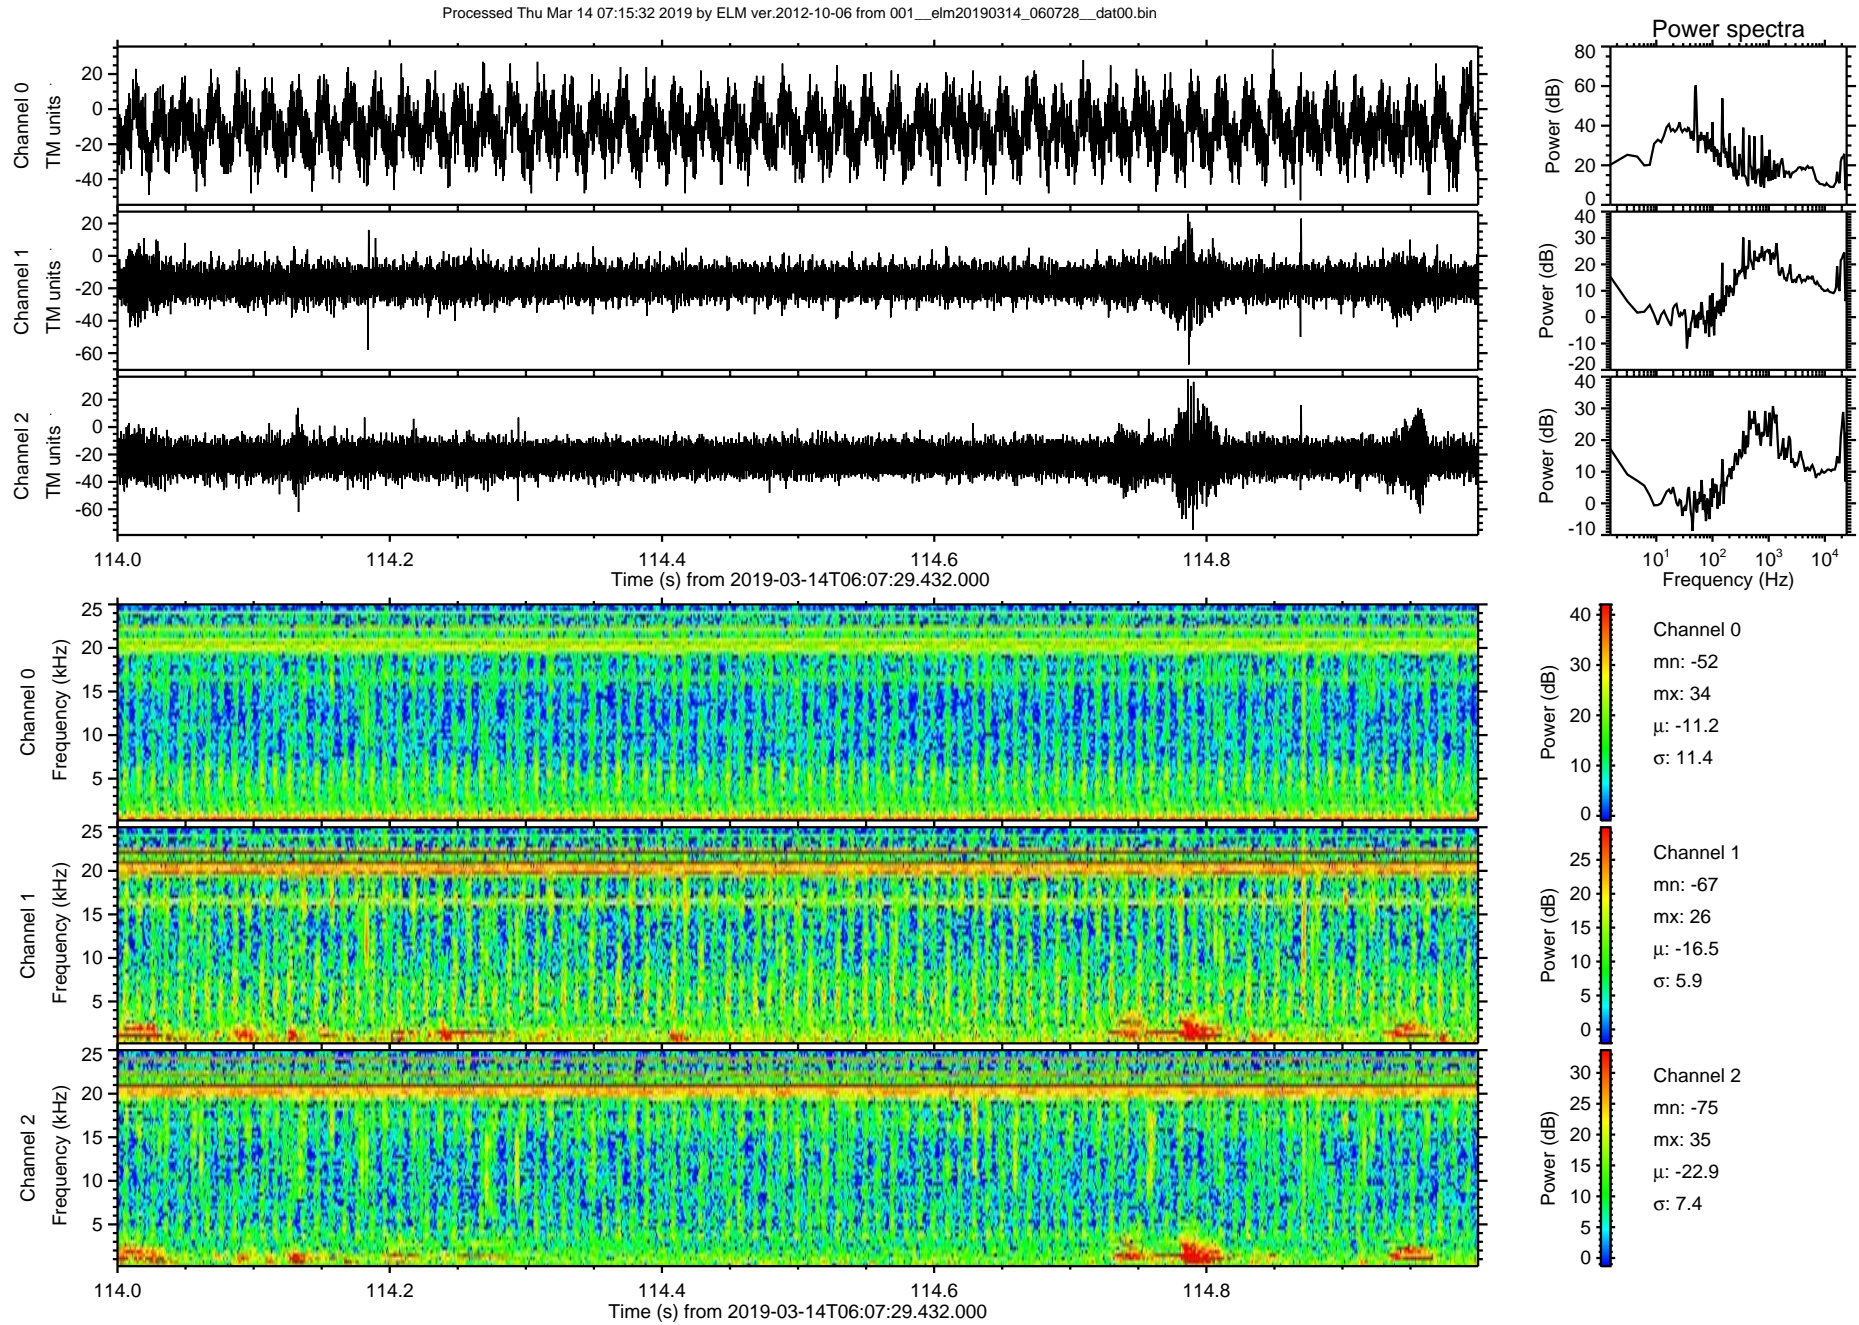 Processed Thu Mar 14 07:15:32 2019 by ELM ver.2012-10-06 from 001__elm20190314_060728__dat00.bin
Power spectra
Channel 0
TM units
20
0
-20
-40
Power (dB)
80
60
40
20
0
Channel 1
TM units
20
0
-20
-40
-60
Power (dB)
40
30
20
10
0
-10
-20
Channel 2
TM units
20
0
-20
-40
-60
Power (dB)
40
30
20
10
0
-10
114.0 114.2 114.4 114.6 114.8
Time (s) from 2019-03-14T06:07:29.432.000
10^1 10^2 10^3 10^4
Frequency (Hz)
Channel 0
Frequency (kHz)
25
20
15
10
5
Power (dB)
40
30
20
10
0
Channel 0
mn: -52
mx: 34
μ: -11.2
σ: 11.4
Channel 1
Frequency (kHz)
25
20
15
10
5
Power (dB)
25
20
15
10
5
0
Channel 1
mn: -67
mx: 26
μ: -16.5
σ: 5.9
Channel 2
Frequency (kHz)
25
20
15
10
5
Power (dB)
30
25
20
15
10
5
0
Channel 2
mn: -75
mx: 35
μ: -22.9
σ: 7.4
114.0 114.2 114.4 114.6 114.8
Time (s) from 2019-03-14T06:07:29.432.000